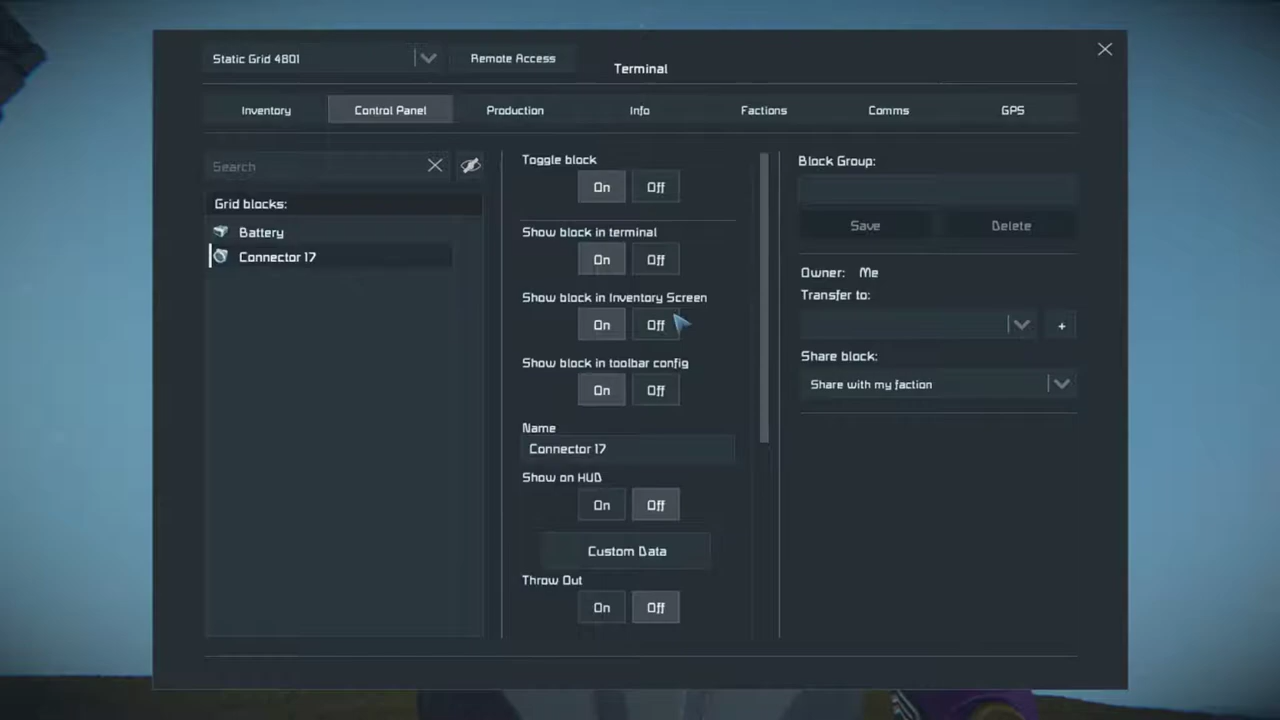 Static Grid 4801
Remote Access
Terminal
Inventory
Control Panel
Production
Info
Factions
Comms
GPS
Search
Grid blocks:
Battery
Connector 17
Toggle block
On Off
Show block in terminal
On Off
Show block in Inventory Screen
On Off
Show block in toolbar config
On Off
Name
Connector 17
Show on HUD
On Off
Custom Data
Throw Out
On Off
Block Group:
Save Delete
Owner: Me
Transfer to:
+
Share block:
Share with my faction